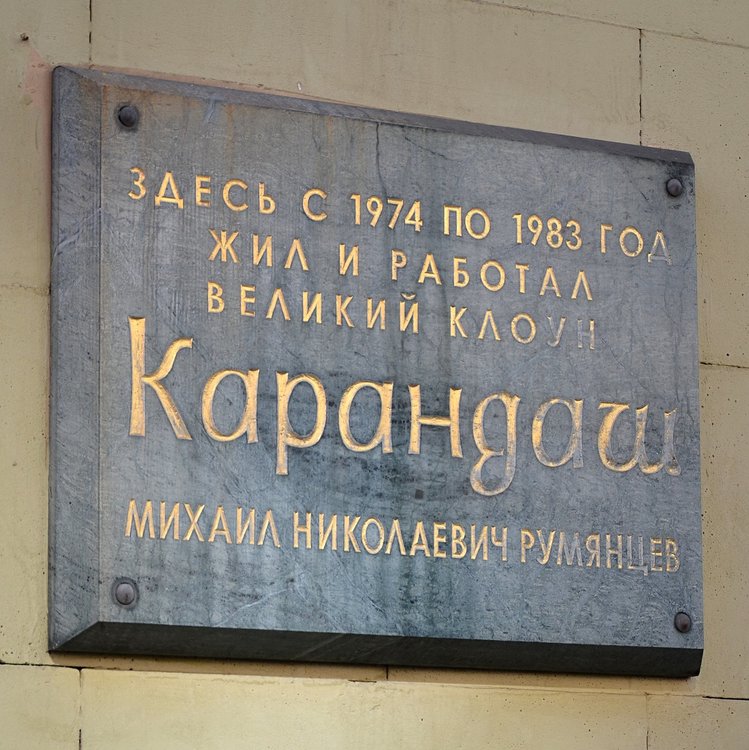 ЗДЕСЬ С 1974 ПО 1983 ГОД
ЖИЛ И РАБОТАЛ
ВЕЛИКИЙ КЛОУН
Карандаш
МИХАИЛ НИКОЛАЕВИЧ РУМЯНЦЕВ